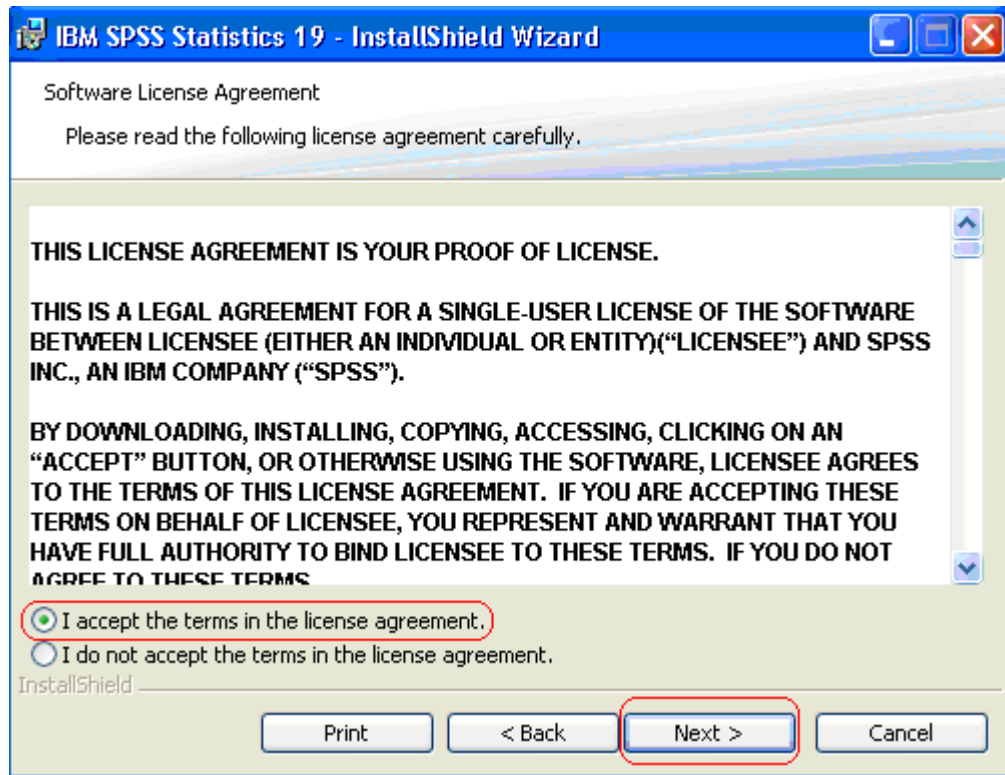 IBM SPSS Statistics 19 - InstallShield Wizard
Software License Agreement
Please read the following license agreement carefully.
THIS LICENSE AGREEMENT IS YOUR PROOF OF LICENSE.
THIS IS A LEGAL AGREEMENT FOR A SINGLE-USER LICENSE OF THE SOFTWARE
BETWEEN LICENSEE (EITHER AN INDIVIDUAL OR ENTITY)(“LICENSEE”) AND SPSS
INC., AN IBM COMPANY (“SPSS”).
BY DOWNLOADING, INSTALLING, COPYING, ACCESSING, CLICKING ON AN
“ACCEPT” BUTTON, OR OTHERWISE USING THE SOFTWARE, LICENSEE AGREES
TO THE TERMS OF THIS LICENSE AGREEMENT.  IF YOU ARE ACCEPTING THESE
TERMS ON BEHALF OF LICENSEE, YOU REPRESENT AND WARRANT THAT YOU
HAVE FULL AUTHORITY TO BIND LICENSEE TO THESE TERMS.  IF YOU DO NOT
AGREE TO THESE TERMS
I accept the terms in the license agreement.
I do not accept the terms in the license agreement.
InstallShield
Print
< Back
Next >
Cancel